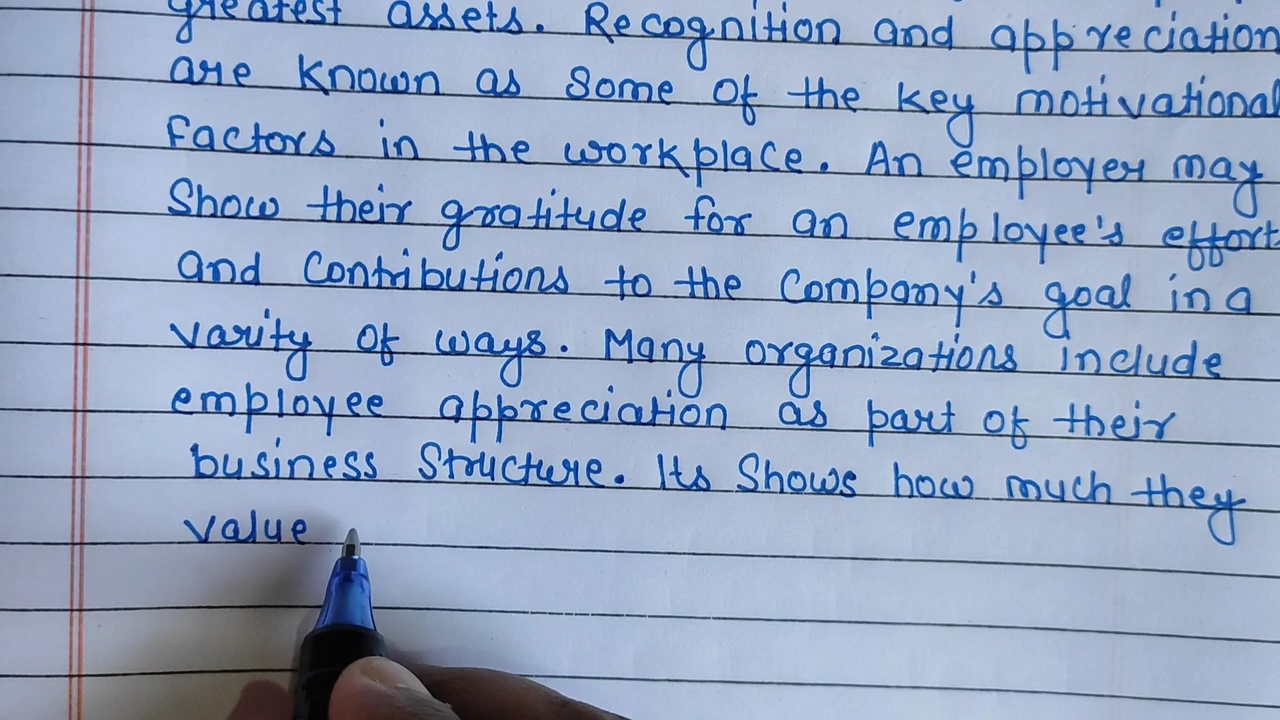 greatest assets. Recognition and appreciation
are known as some of the key motivational
factors in the workplace. An employer may
Show their gratitude for an employee's effort
and contributions to the company's goal in a
varity of ways. Many organizations include
employee appreciation as part of their
business structure. Its shows how much they
value